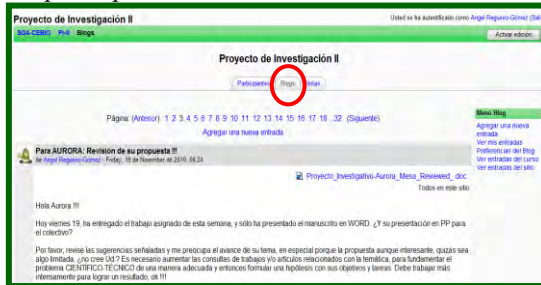 Proyecto de Investigación II
Usted se ha autentificado como Angel Regueiro Gómez (Sali
SGA-CEBIO PI-II Blogs
Activar edición
Proyecto de Investigación II
Participantes Blogs Notas
Página: (Anterior) 1 2 3 4 5 6 7 8 9 10 11 12 13 14 15 16 17 18 ...32 (Siguiente)
Agregar una nueva entrada
Menú Blog
Agregar una nueva entrada
Ver mis entradas
Preferencias del Blog
Ver entradas del curso
Ver entradas del sitio
Para AURORA: Revisión de su propuesta !!!
de Angel Regueiro Gómez - Friday, 19 de November de 2010, 06:24
Proyecto_Investigativo-Aurora_Mesa_Reviewed_.doc
Todos en este sitio
Hola Aurora !!!
Hoy viernes 19, ha entregado el trabajo asignado de esta semana, y sólo ha presentado el manuscrito en WORD. ¿Y su presentación en PP para
el colectivo?
Por favor, revise las sugerencias señaladas y me preocupa el avance de su tema, en especial porque la propuesta aunque interesante, quizás sea
algo limitada. ¿no cree Ud.? Es necesario aumentar las consultas de trabajos y/o artículos relacionados con la temática, para fundamentar el
problema CIENTÍFICO-TÉCNICO de una manera adecuada y entonces formular una hipótesis con sus objetivos y tareas. Debe trabajar más
intensamente para lograr un resultado, ok !!!